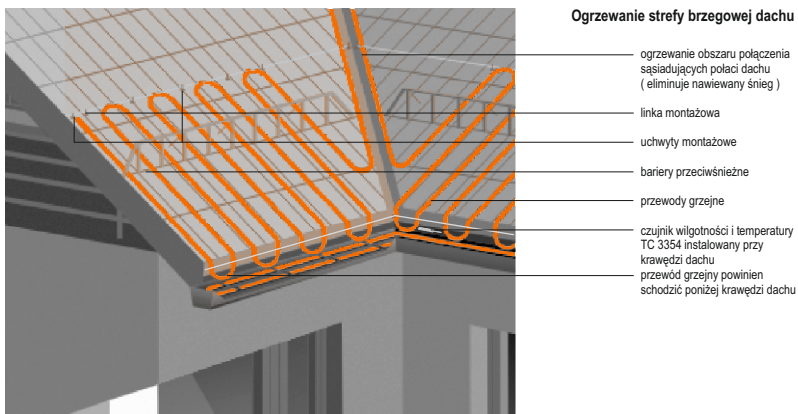 Ogrzewanie strefy brzegowej dachu
ogrzewanie obszaru połączenia
sąsiadujących połaci dachu
( eliminuje nawiewany śnieg )
linka montażowa
uchwyty montażowe
bariery przeciwśnieżne
przewody grzejne
czujnik wilgotności i temperatury
TC 3354 instalowany przy
krawędzi dachu
przewód grzejny powinien
schodzić poniżej krawędzi dachu